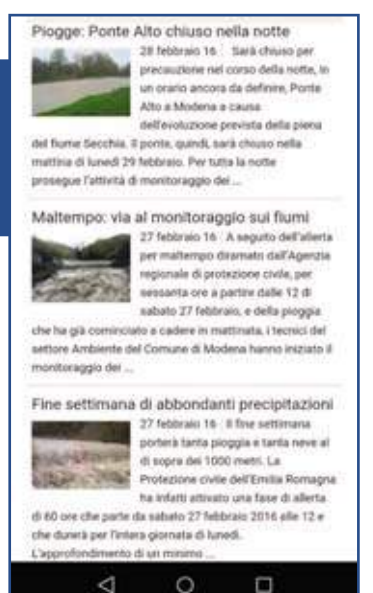 Piogge: Ponte Alto chiuso nella notte
28 febbraio 16 Sarà chiuso per
precauzione nel corso della notte, in
un orario ancora da definire, Ponte
Alto a Modena a causa
dell'evoluzione prevista della piena
del fiume Secchia. Il ponte, quindi, sarà chiuso nella
mattina di lunedì 29 febbraio. Per tutta la notte
prosegue l'attività di monitoraggio dei ...
Maltempo: via al monitoraggio sui fiumi
27 febbraio 16 A seguito dell'allerta
per maltempo diramato dall'Agenzia
regionale di protezione civile, per
sessanta ore a partire dalle 12 di
sabato 27 febbraio, e della pioggia
che ha già cominciato a cadere in mattinata, i tecnici del
settore Ambiente del Comune di Modena hanno iniziato il
monitoraggio dei ...
Fine settimana di abbondanti precipitazioni
27 febbraio 16 Il fine settimana
porterà tanta pioggia e tanta neve al
di sopra dei 1000 metri. La
Protezione civile dell'Emilia Romagna
ha infatti attivato una fase di allerta
di 60 ore che parte da sabato 27 febbraio 2016 alle 12 e
che durerà per l'intera giornata di lunedì.
L'approfondimento di un minimo ...